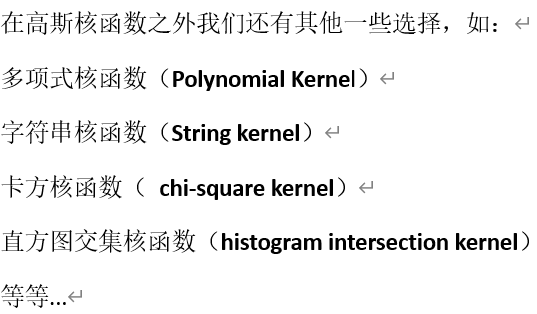 在高斯核函数之外我们还有其他一些选择，如：
多项式核函数（Polynomial Kernel）
字符串核函数（String kernel）
卡方核函数（ chi-square kernel）
直方图交集核函数（histogram intersection kernel）
等等...